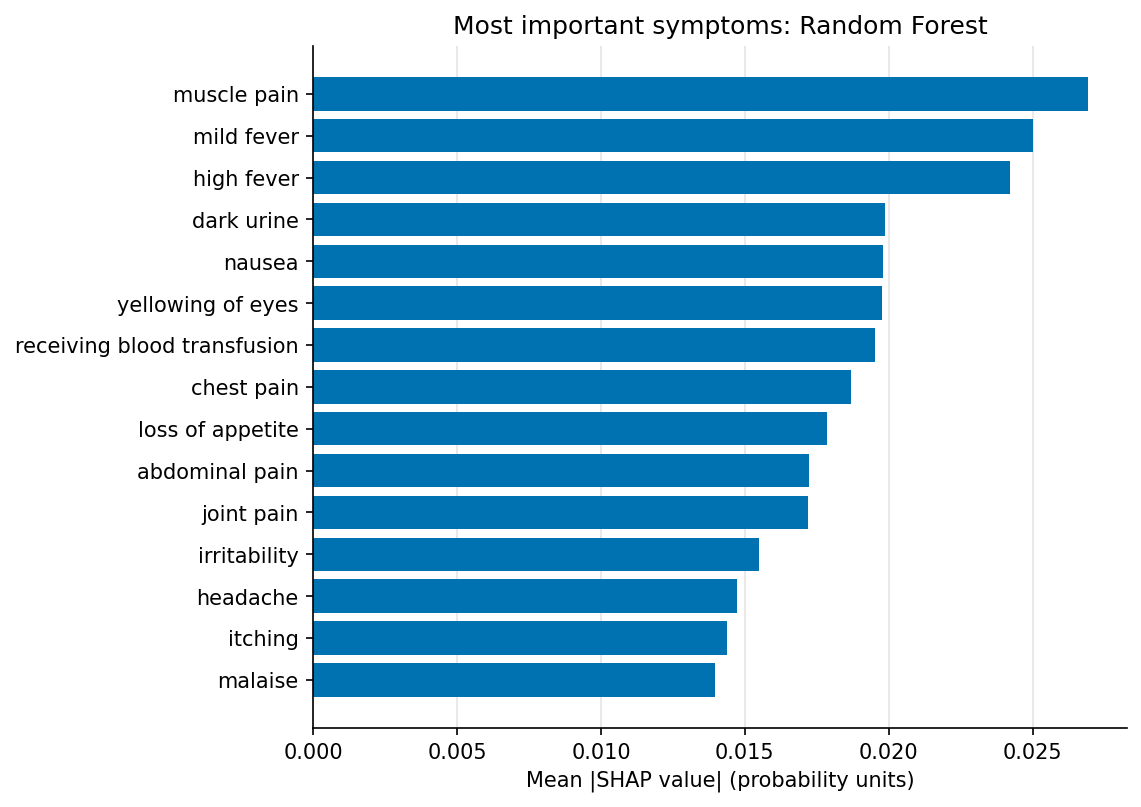 Most important symptoms: Random Forest
muscle pain
mild fever
high fever
dark urine
nausea
yellowing of eyes
receiving blood transfusion
chest pain
loss of appetite
abdominal pain
joint pain
irritability
headache
itching
malaise
0.000 0.005 0.010 0.015 0.020 0.025
Mean |SHAP value| (probability units)